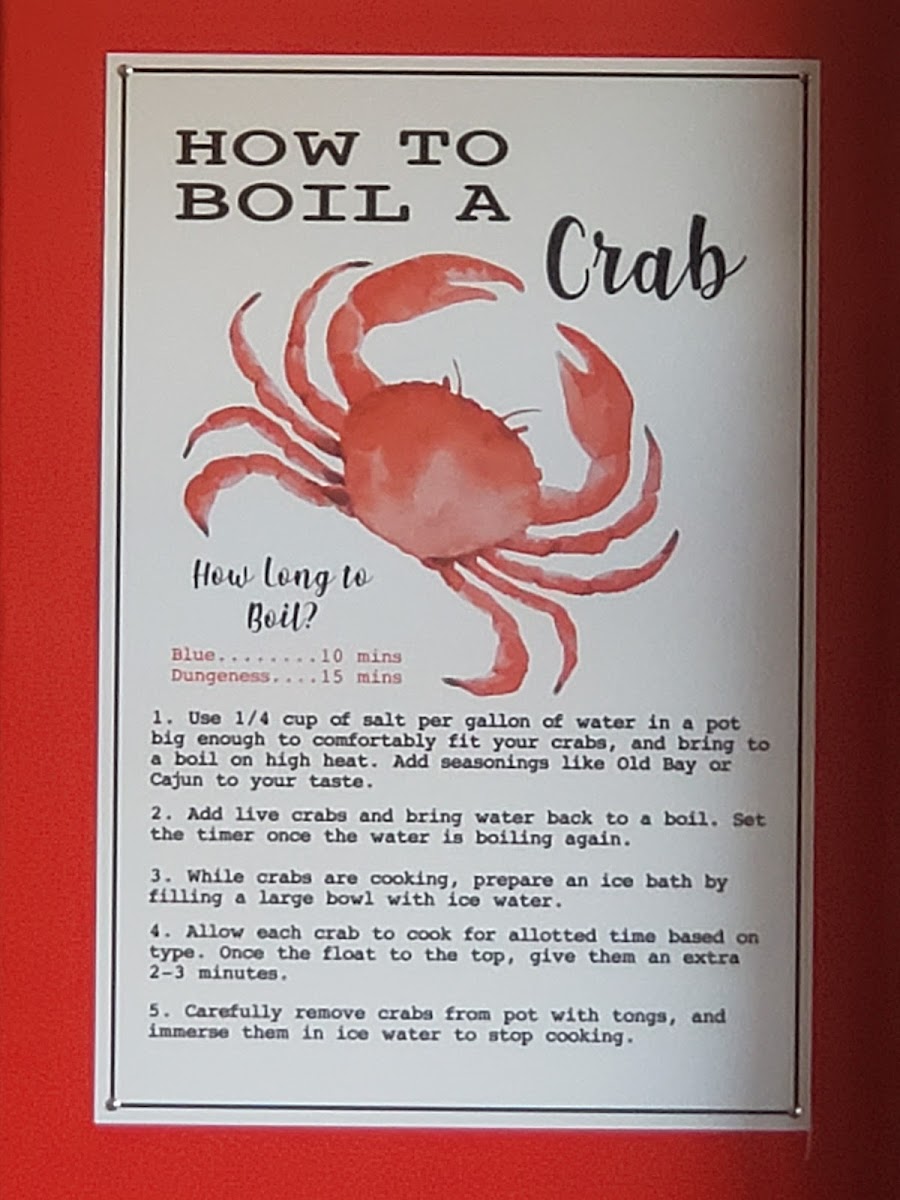 HOW TO
BOIL A
Crab
How Long to
Boil?
Blue........10 mins
Dungeness....15 mins
1. Use 1/4 cup of salt per gallon of water in a pot
big enough to comfortably fit your crabs, and bring to
a boil on high heat. Add seasonings like Old Bay or
Cajun to your taste.
2. Add live crabs and bring water back to a boil. Set
the timer once the water is boiling again.
3. While crabs are cooking, prepare an ice bath by
filling a large bowl with ice water.
4. Allow each crab to cook for allotted time based on
type. Once the float to the top, give them an extra
2-3 minutes.
5. Carefully remove crabs from pot with tongs, and
immerse them in ice water to stop cooking.